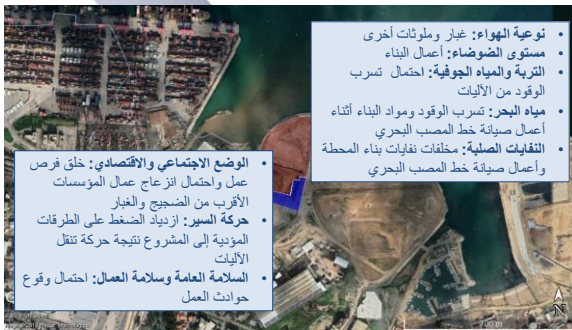 • نوعية الهواء: غبار وملوثات أخرى
• مستوى الضوضاء: أعمال البناء
• التربة والمياه الجوفية: احتمال تسرب
الوقود من الآليات
• مياه البحر: تسرب الوقود ومواد البناء أثناء
أعمال صيانة خط المصب البحري
• النفايات الصلبة: مخلفات نفايات بناء المحطة
وأعمال صيانة خط المصب البحري
• الوضع الاجتماعي والاقتصادي: خلق فرص
عمل واحتمال انزعاج عمال المؤسسات
الأقرب من الضجيج والغبار
• حركة السير: ازدياد الضغط على الطرقات
المؤدية إلى المشروع نتيجة حركة تنقل
الآليات
• السلامة العامة وسلامة العمال: احتمال وقوع
حوادث العمل
N